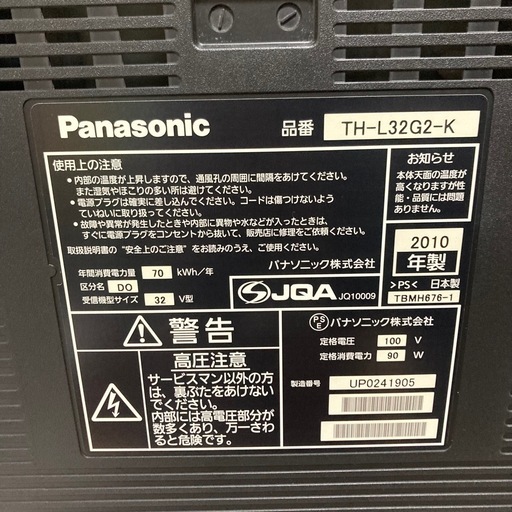 Panasonic 品番 TH-L32G2-K
使用上の注意
• 内部の温度が上昇しますので、通風孔の周囲に間隔をあけてください。
また湿気やほこりの多い所は避けてください。
• 電源プラグは確実に差し込んでください。コードは傷つけないよう
ていねいに取り扱ってください。
• 故障や異常が発生したときや内部に異物や水などが入ったときは、
すぐに電源プラグをコンセントから抜いて、販売店に修理をご依頼ください。
取扱説明書の"安全上のご注意" をお読みのうえ、ご使用ください。
お知らせ
本体天面の温度が
高くなりますが性
能・品質には問題
ありません。
年間消費電力量 70 kWh/年
区分名 DO
受信機型サイズ 32 V型
パナソニック株式会社
JQA JQ10009
2010
年製
>PS< 日本製
TBMH676-1
警告
高圧注意
サービスマン以外の方
は、裏ぶたをあけない
でください。
内部には高電圧部分が
数多くあり、万一さわ
ると危険です。
PSE パナソニック株式会社
定格電圧 100 V
定格消費電力 90 W
製造番号 UP0241905